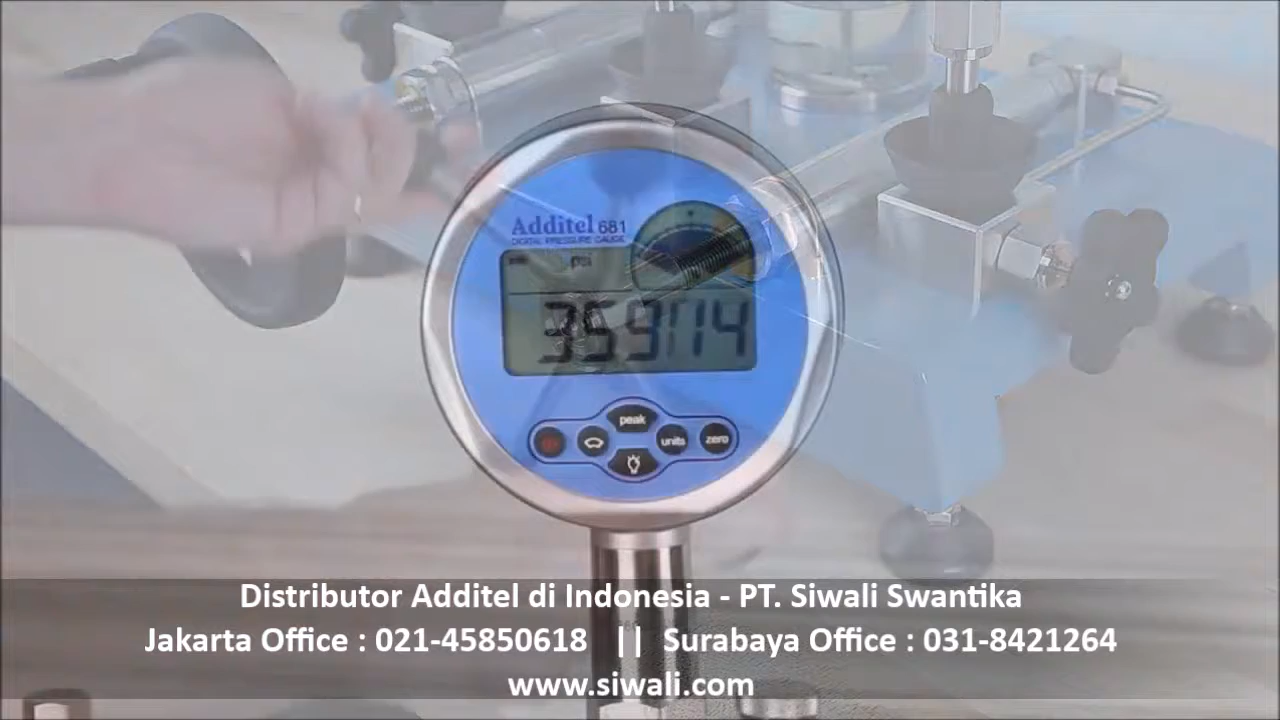 Additel 681
DIGITAL PRESSURE GAUGE
psi
peak
units
zero
Distributor Additel di Indonesia - PT. Siwali Swantika
Jakarta Office : 021-45850618 || Surabaya Office : 031-8421264
www.siwali.com